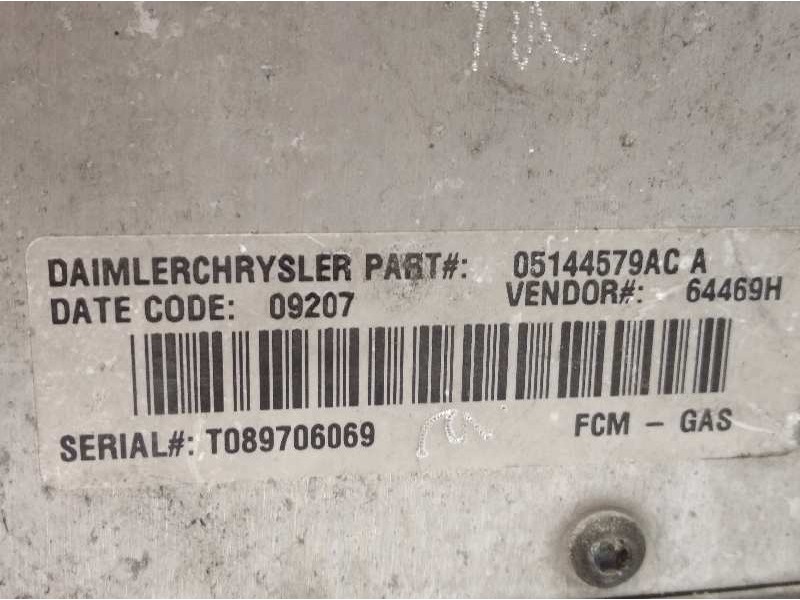 DAIMLERCHRYSLER PART#: 05144579AC A
DATE CODE: 09207 VENDOR#: 64469H
SERIAL#: T089706069 FCM - GAS